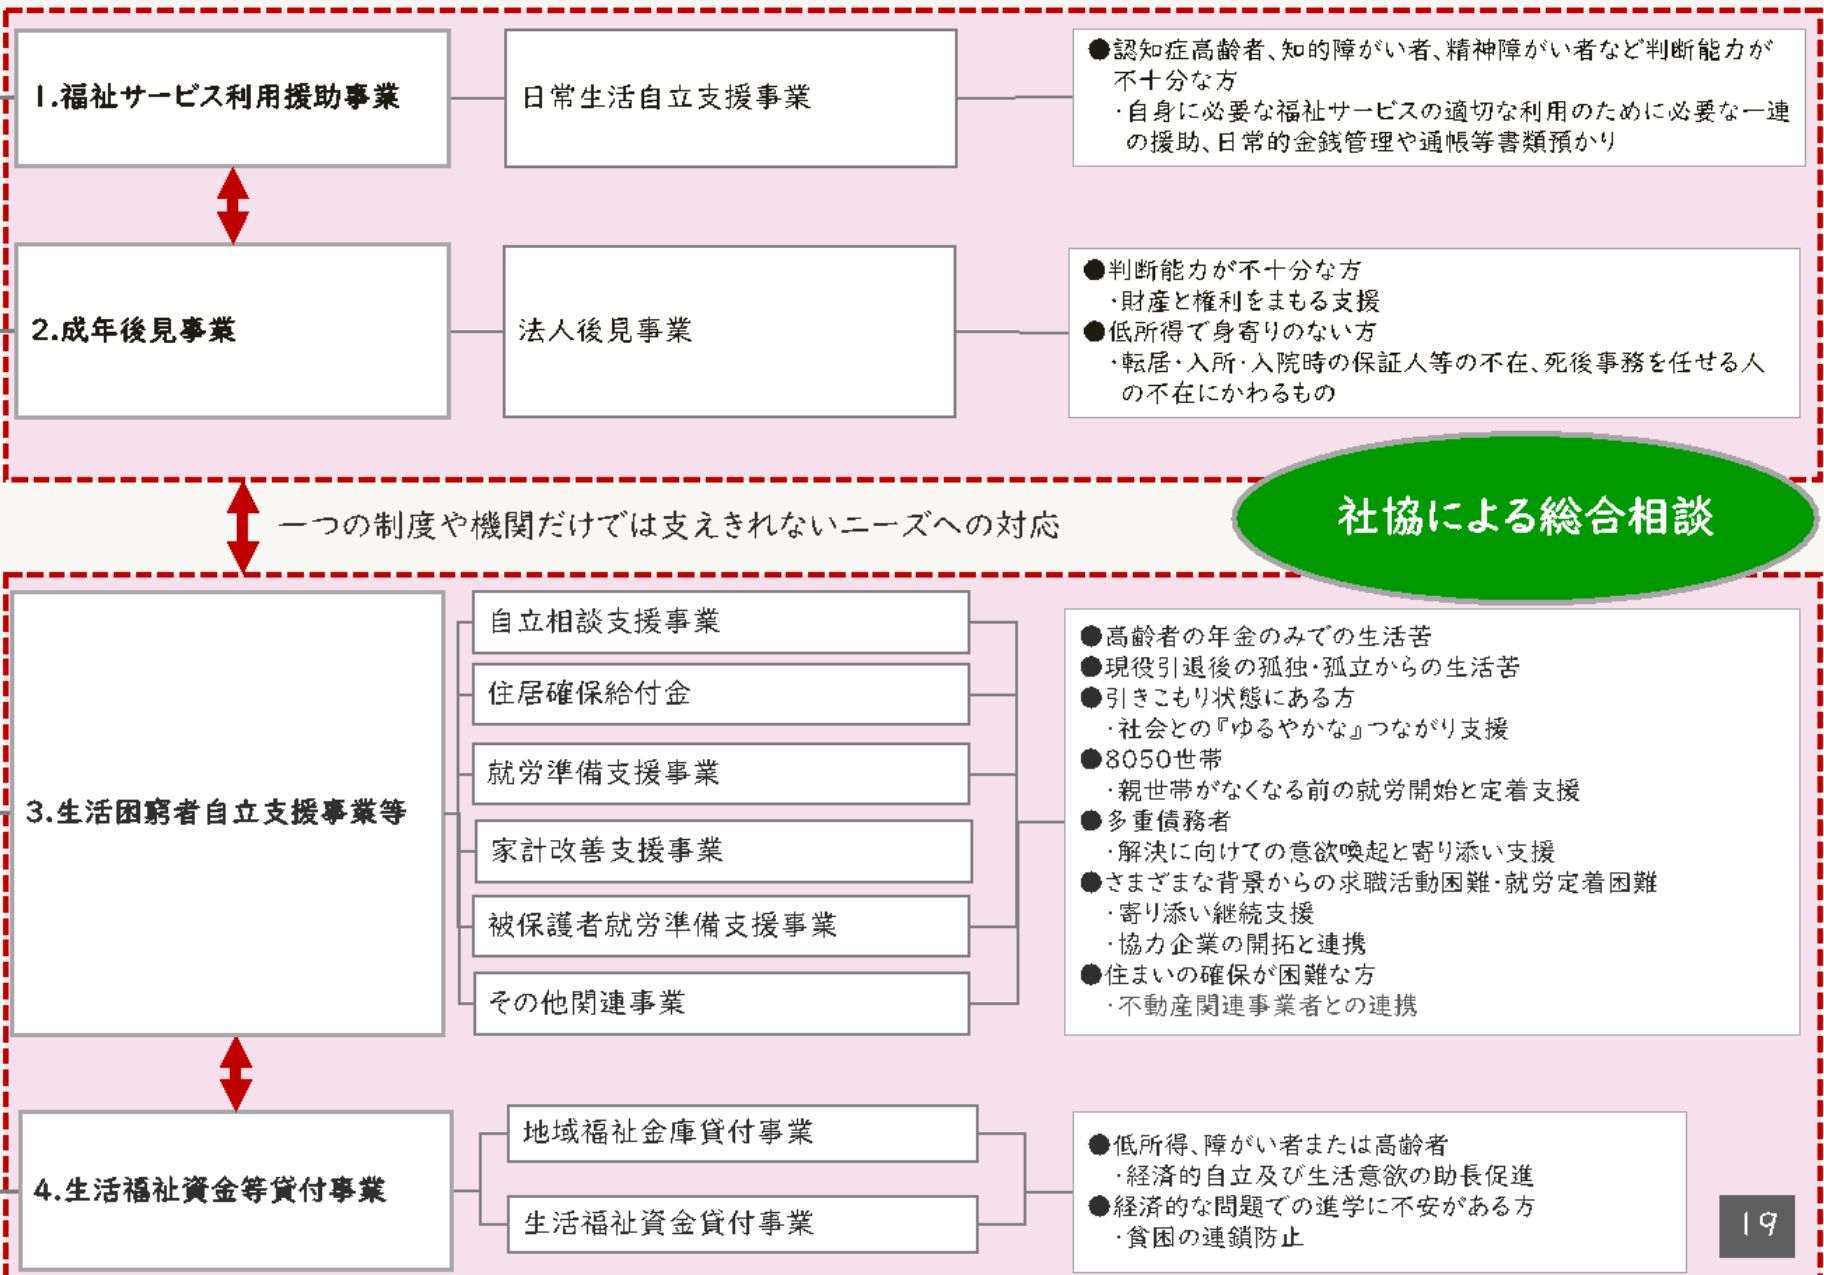 1.福祉サービス利用援助事業
日常生活自立支援事業
●認知症高齢者、知的障がい者、精神障がい者など判断能力が
不十分な方
・自身に必要な福祉サービスの適切な利用のために必要な一連
の援助、日常的金銭管理や通帳等書類預かり
2.成年後見事業
法人後見事業
●判断能力が不十分な方
・財産と権利をまもる支援
●低所得で身寄りのない方
・転居・入所・入院時の保証人等の不在、死後事務を任せる人
の不在にかわるもの
一つの制度や機関だけでは支えきれないニーズへの対応
社協による総合相談
3.生活困窮者自立支援事業等
自立相談支援事業
住居確保給付金
就労準備支援事業
家計改善支援事業
被保護者就労準備支援事業
その他関連事業
●高齢者の年金のみでの生活苦
●現役引退後の孤独・孤立からの生活苦
●引きこもり状態にある方
・社会との『ゆるやかな』つながり支援
●8050世帯
・親世帯がなくなる前の就労開始と定着支援
●多重債務者
・解決に向けての意欲喚起と寄り添い支援
●さまざまな背景からの求職活動困難・就労定着困難
・寄り添い継続支援
・協力企業の開拓と連携
●住まいの確保が困難な方
・不動産関連事業者との連携
4.生活福祉資金等貸付事業
地域福祉金庫貸付事業
生活福祉資金貸付事業
●低所得、障がい者または高齢者
・経済的自立及び生活意欲の助長促進
●経済的な問題での進学に不安がある方
・貧困の連鎖防止
19